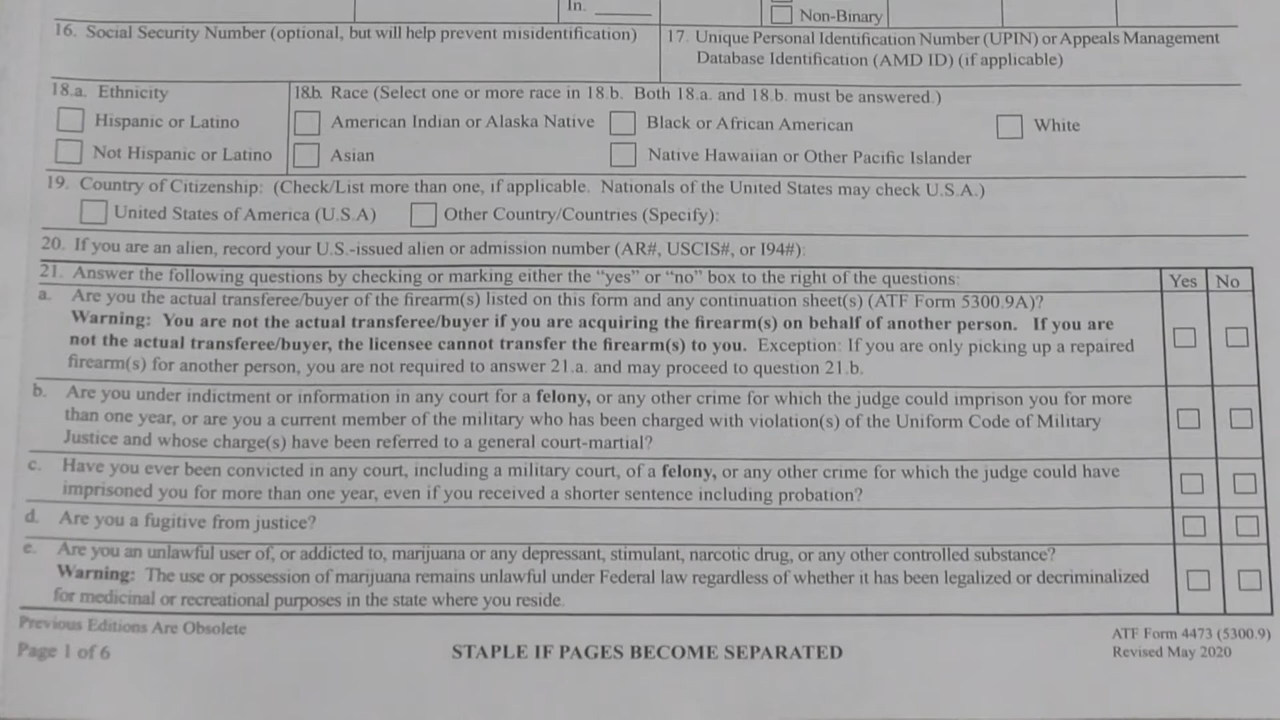 In.
Non-Binary
16. Social Security Number (optional, but will help prevent misidentification)
17. Unique Personal Identification Number (UPIN) or Appeals Management
Database Identification (AMD ID) (if applicable)
18.a. Ethnicity
18.b. Race (Select one or more race in 18.b. Both 18.a. and 18.b. must be answered.)
Hispanic or Latino
American Indian or Alaska Native
Black or African American
White
Not Hispanic or Latino
Asian
Native Hawaiian or Other Pacific Islander
19. Country of Citizenship: (Check/List more than one, if applicable. Nationals of the United States may check U.S.A.)
United States of America (U.S.A)
Other Country/Countries (Specify):
20. If you are an alien, record your U.S.-issued alien or admission number (AR#, USCIS#, or I94#):
21. Answer the following questions by checking or marking either the “yes” or “no” box to the right of the questions:
Yes
No
a. Are you the actual transferee/buyer of the firearm(s) listed on this form and any continuation sheet(s) (ATF Form 5300.9A)?
Warning: You are not the actual transferee/buyer if you are acquiring the firearm(s) on behalf of another person. If you are
not the actual transferee/buyer, the licensee cannot transfer the firearm(s) to you. Exception: If you are only picking up a repaired
firearm(s) for another person, you are not required to answer 21.a. and may proceed to question 21.b.
b. Are you under indictment or information in any court for a felony, or any other crime for which the judge could imprison you for more
than one year, or are you a current member of the military who has been charged with violation(s) of the Uniform Code of Military
Justice and whose charge(s) have been referred to a general court-martial?
c. Have you ever been convicted in any court, including a military court, of a felony, or any other crime for which the judge could have
imprisoned you for more than one year, even if you received a shorter sentence including probation?
d. Are you a fugitive from justice?
e. Are you an unlawful user of, or addicted to, marijuana or any depressant, stimulant, narcotic drug, or any other controlled substance?
Warning: The use or possession of marijuana remains unlawful under Federal law regardless of whether it has been legalized or decriminalized
for medicinal or recreational purposes in the state where you reside.
Previous Editions Are Obsolete
Page 1 of 6
STAPLE IF PAGES BECOME SEPARATED
ATF Form 4473 (5300.9)
Revised May 2020